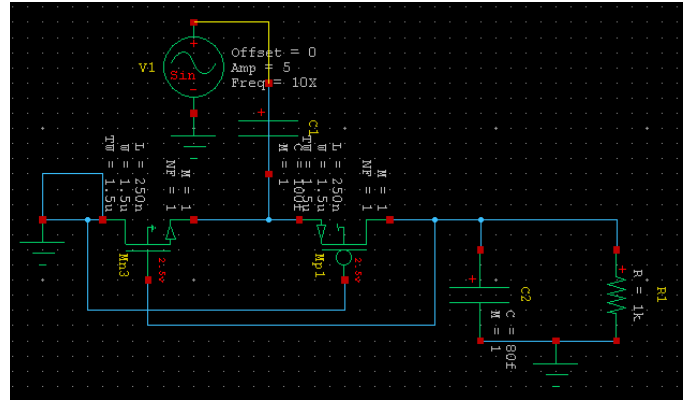 V1
Sin
Offset = 0
Amp = 5
Freq = 10X
C1
C = 100f
M = 1
L = 250n
W = 1.5u
TW = 1.5u
M = 1
NF = 1
Mn3
2.5v
L = 250n
W = 1.5u
TW = 1.5u
M = 1
NF = 1
Mp1
2.5v
C2
C = 80f
M = 1
R1
R = 1k